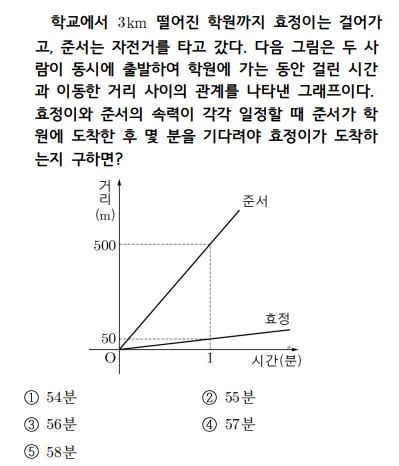 학교에서 3km 떨어진 학원까지 효정이는 걸어가
고, 준서는 자전거를 타고 갔다. 다음 그림은 두 사
람이 동시에 출발하여 학원에 가는 동안 걸린 시간
과 이동한 거리 사이의 관계를 나타낸 그래프이다.
효정이와 준서의 속력이 각각 일정할 때 준서가 학
원에 도착한 후 몇 분을 기다려야 효정이가 도착하
는지 구하면?
거
리
(m)
준서
500
효정
50
O 1 시간(분)
① 54분 ② 55분
③ 56분 ④ 57분
⑤ 58분